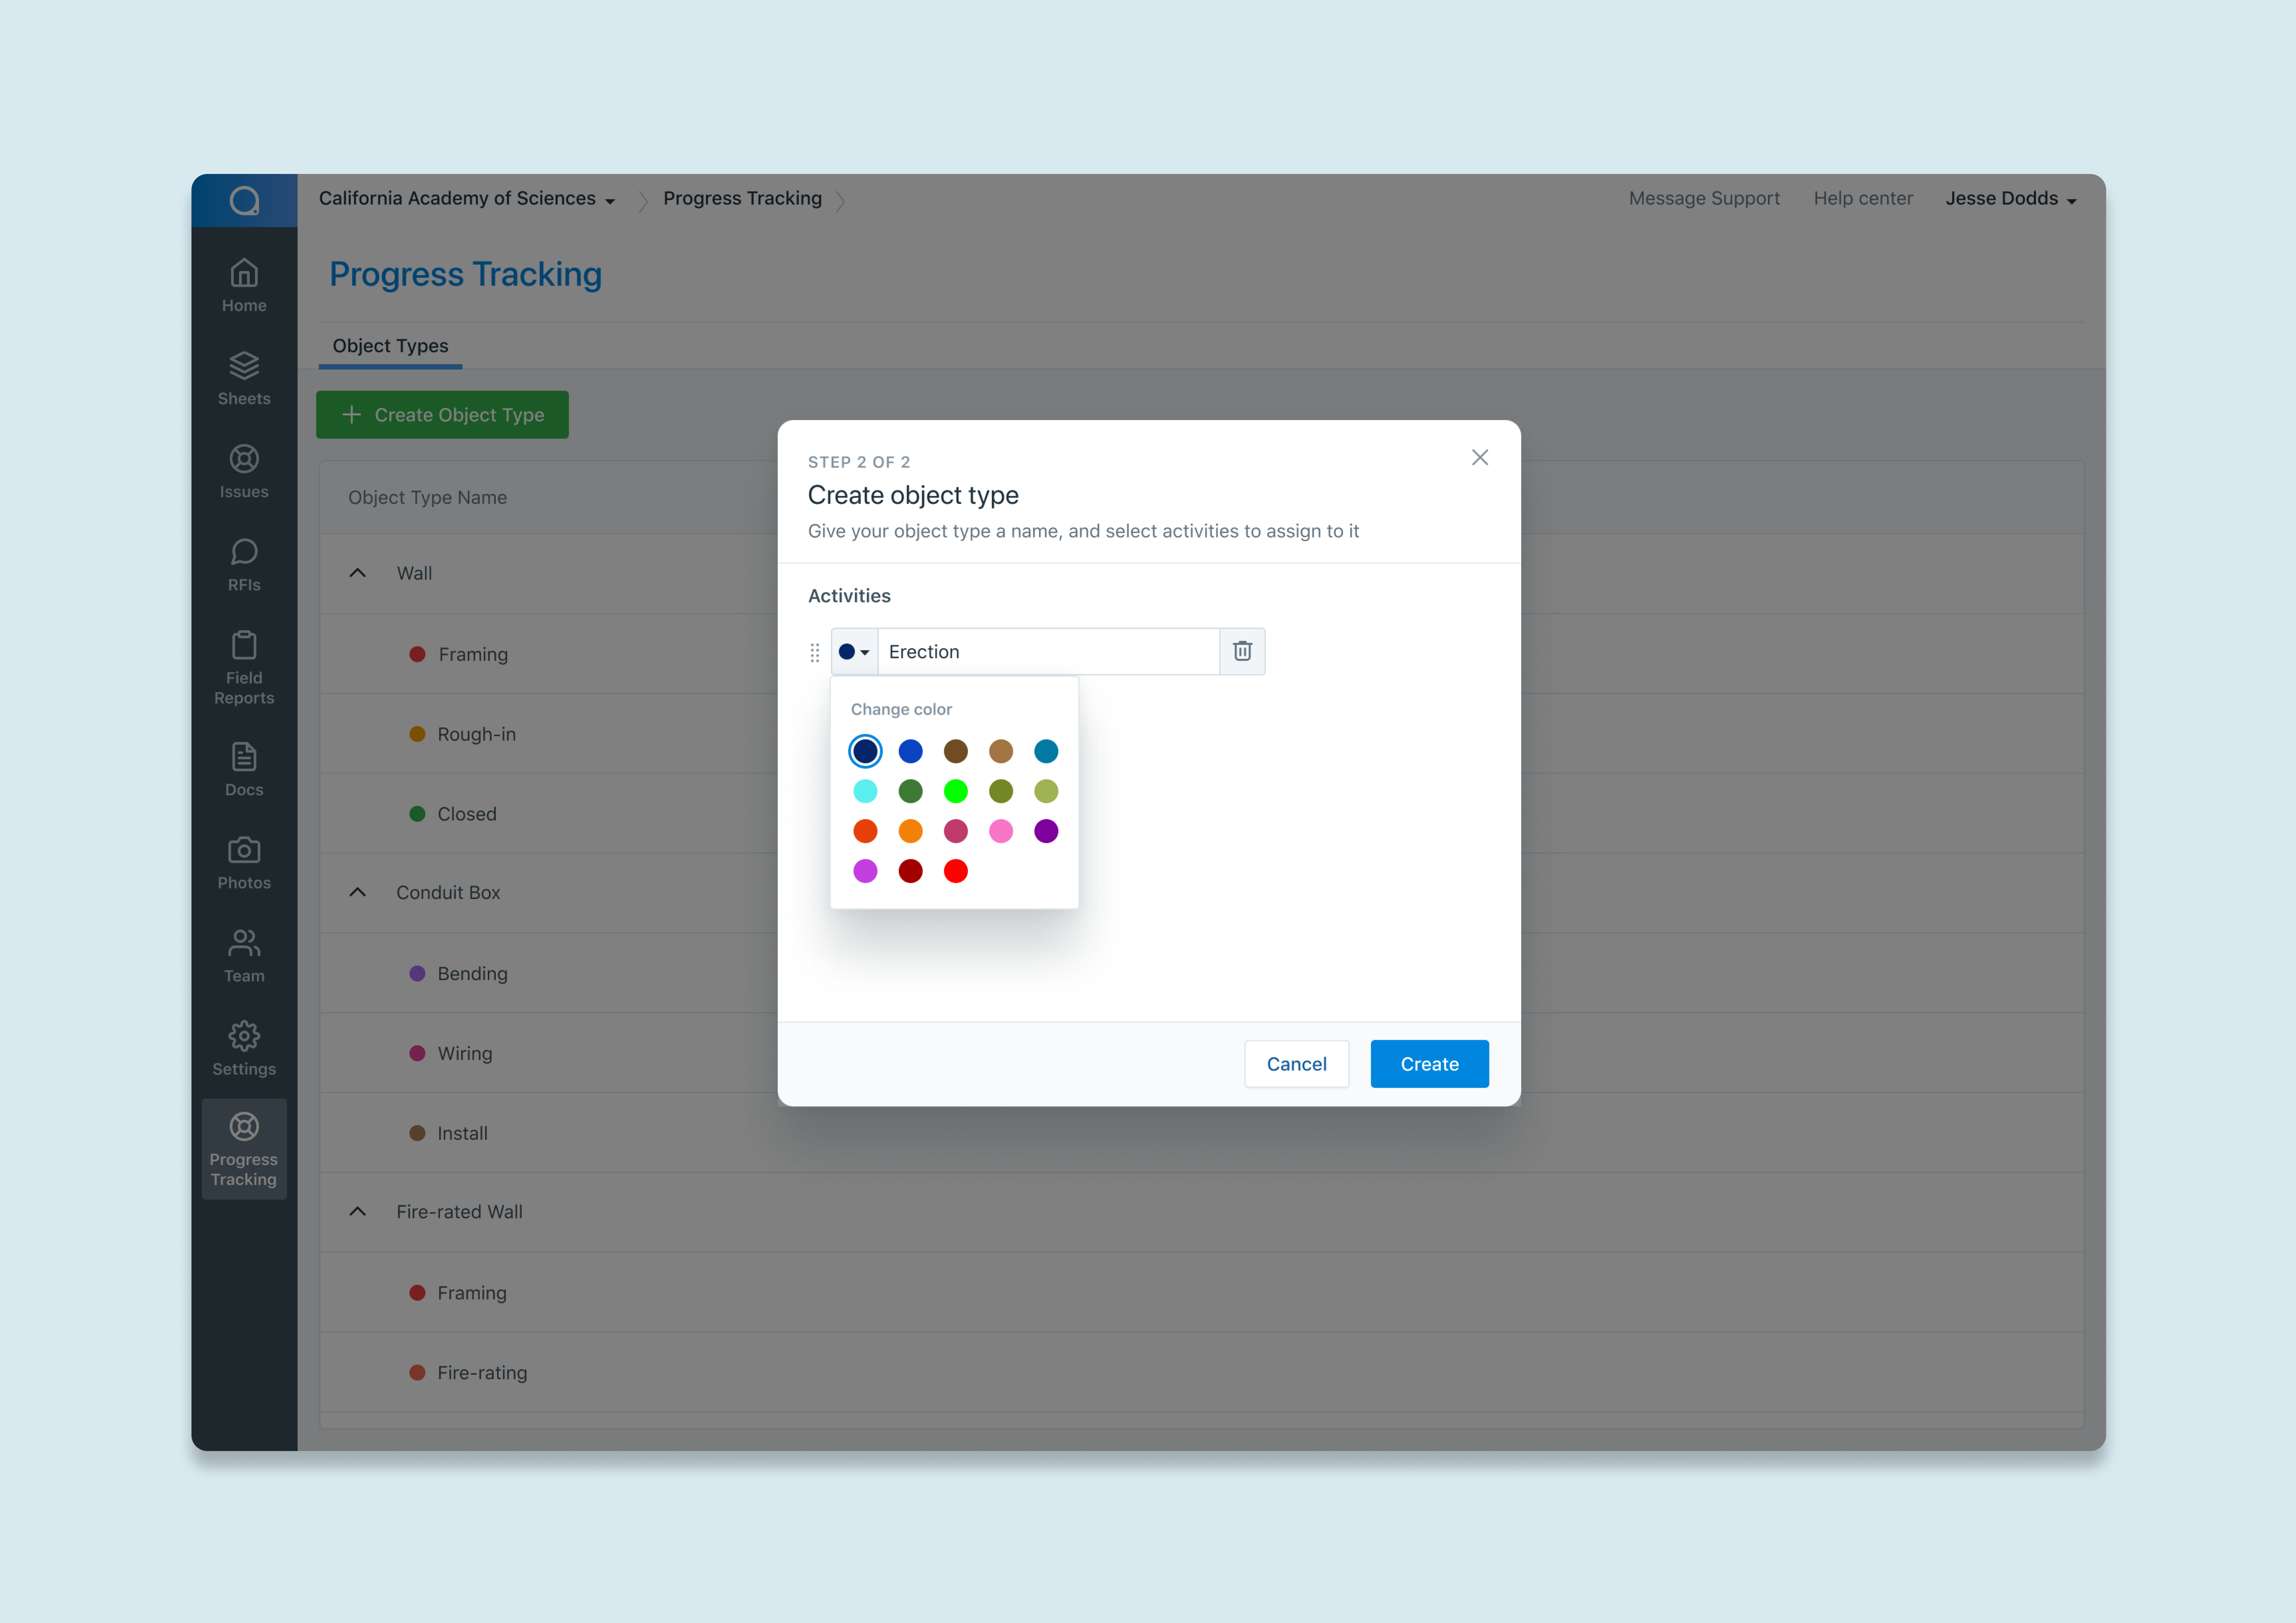 California Academy of Sciences
Progress Tracking
Message Support
Help center
Jesse Dodds
Home
Sheets
Issues
RFIs
Field
Reports
Docs
Photos
Team
Settings
Progress
Tracking
Progress Tracking
Object Types
Create Object Type
Object Type Name
Wall
Framing
Rough-in
Closed
Conduit Box
Bending
Wiring
Install
Fire-rated Wall
Framing
Fire-rating
STEP 2 OF 2
Create object type
Give your object type a name, and select activities to assign to it
Activities
Erection
Change color
Cancel
Create